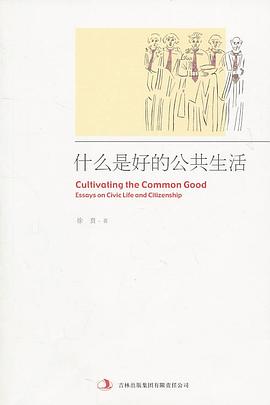 什么是好的公共生活
Cultivating the Common Good
Essays on Civic Life and Citizenship
徐 贲 · 著
吉林出版集团有限责任公司